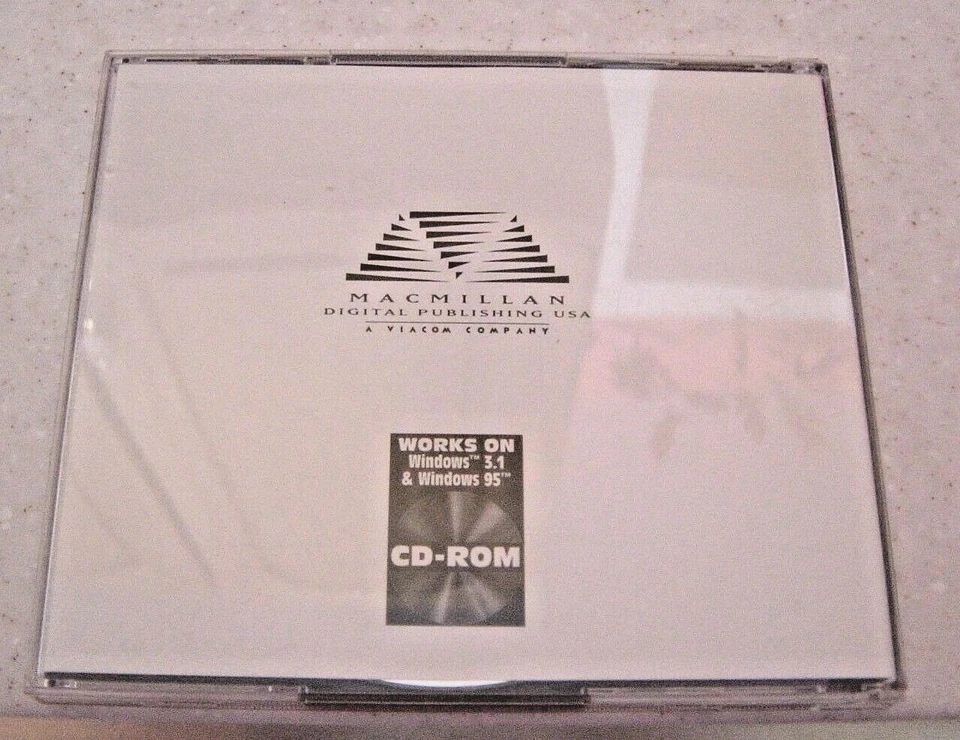 MACMILLAN
DIGITAL PUBLISHING USA
A VIACOM COMPANY
WORKS ON
Windows™ 3.1
& Windows 95™
CD-ROM